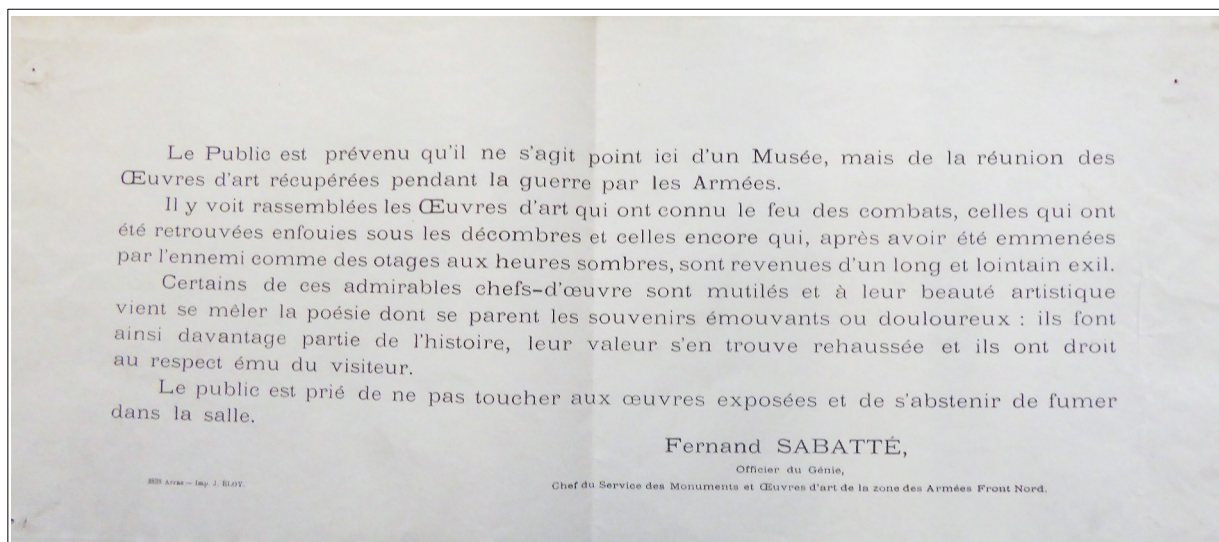 Le Public est prévenu qu'il ne s'agit point ici d'un Musée, mais de la réunion des
Œuvres d'art récupérées pendant la guerre par les Armées.
Il y voit rassemblées les Œuvres d'art qui ont connu le feu des combats, celles qui ont
été retrouvées enfouies sous les décombres et celles encore qui, après avoir été emmenées
par l'ennemi comme des otages aux heures sombres, sont revenues d'un long et lointain exil.
Certains de ces admirables chefs-d'œuvre sont mutilés et à leur beauté artistique
vient se mêler la poésie dont se parent les souvenirs émouvants ou douloureux : ils font
ainsi davantage partie de l'histoire, leur valeur s'en trouve rehaussée et ils ont droit
au respect ému du visiteur.
Le public est prié de ne pas toucher aux œuvres exposées et de s'abstenir de fumer
dans la salle.
Fernand SABATTÉ,
Officier du Génie,
Chef du Service des Monuments et Œuvres d'art de la zone des Armées Front Nord.
Arras — Imp. J. ÉLOY.